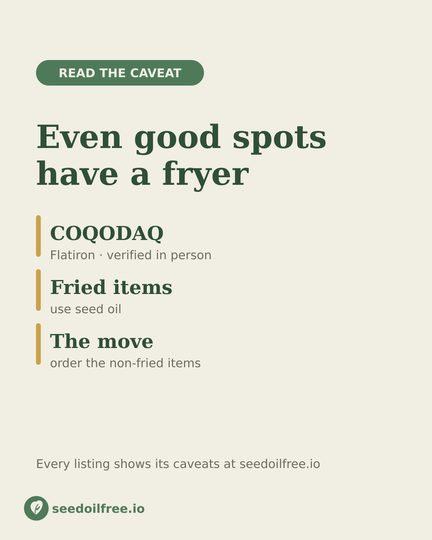 READ THE CAVEAT
Even good spots
have a fryer
COQODAQ
Flatiron · verified in person
Fried items
use seed oil
The move
order the non-fried items
Every listing shows its caveats at seedoilfree.io
seedoilfree.io